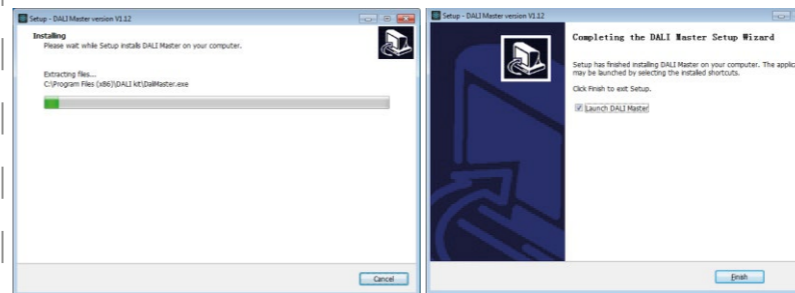 Setup - DALI Master version V1.12
Installing
Please wait while Setup installs DALI Master on your computer.
Extracting files...
C:\Program Files (x86)\DALI kit\DaliMaster.exe
Cancel
Setup - DALI Master version V1.12
Completing the DALI Master Setup Wizard
Setup has finished installing DALI Master on your computer. The applic
may be launched by selecting the installed shortcuts.
Click Finish to exit Setup.
Launch DALI Master
Finish